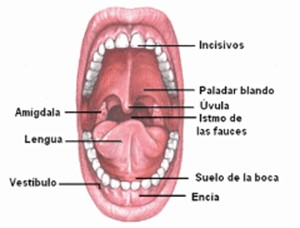 Incisivos
Paladar blando
Úvula
Istmo de
las fauces
Amígdala
Lengua
Suelo de la boca
Vestíbulo
Encía